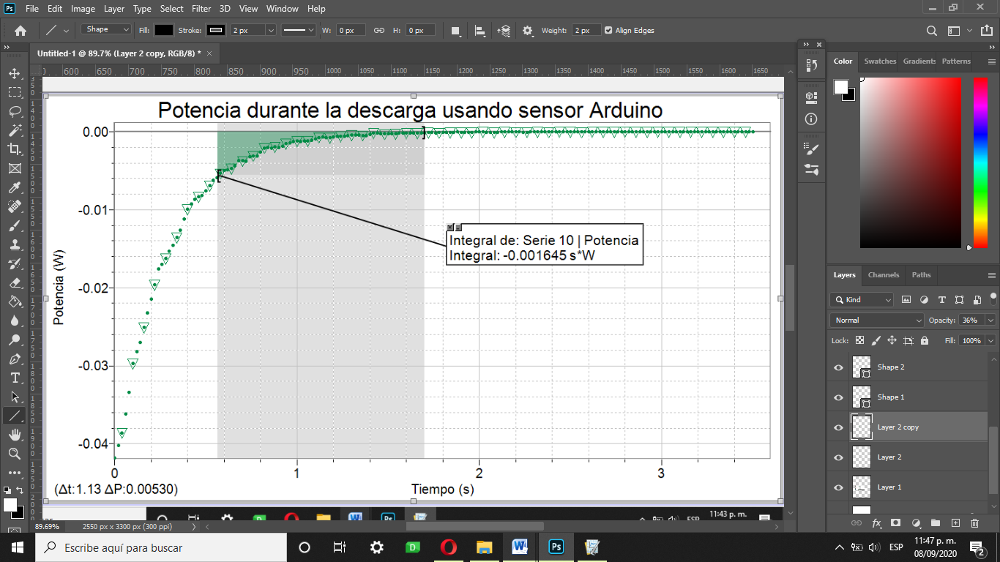 Ps File Edit Image Layer Type Select Filter 3D View Window Help
Shape Fill: Stroke: 2 px W: 0 px H: 0 px Weight: 2 px Align Edges
Untitled-1 @ 89.7% (Layer 2 copy, RGB/8) * ×
600 650 700 750 800 850 900 950 1000 1050 1100 1150 1200 1250 1300 1350 1400 1450 1500 1550 1600 1650
Potencia durante la descarga usando sensor Arduino
0.00
-0.01
-0.02
-0.03
-0.04
Potencia (W)
Integral de: Serie 10 | Potencia
Integral: -0.001645 s*W
0 1 2 3
(Δt:1.13 ΔP:0.00530) Tiempo (s)
ESP 11:43 p. m.
89.69% 2550 px x 3300 px (300 ppi)
Color Swatches Gradients Patterns
Layers Channels Paths
Kind
Normal Opacity: 36%
Lock: Fill: 100%
Shape 2
Shape 1
Layer 2 copy
Layer 2
Layer 1
Escribe aquí para buscar
D W Ps
ESP 11:47 p. m.
08/09/2020 2